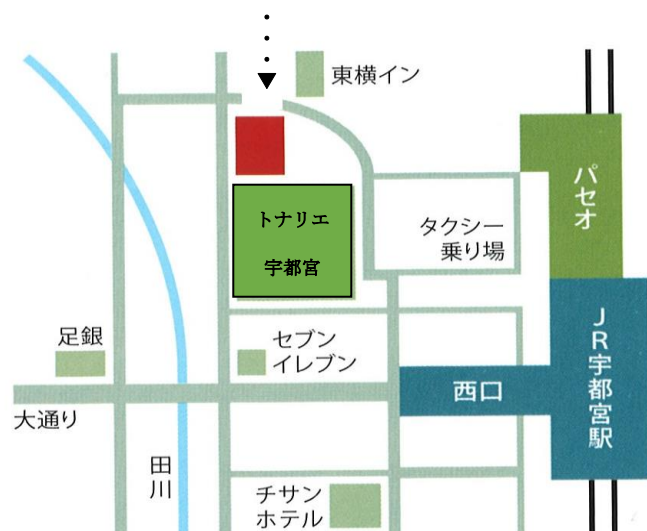 東横イン
パセオ
トナリエ
宇都宮
タクシー
乗り場
足銀
セブン
イレブン
JR宇都宮駅
西口
大通り
田川
チサン
ホテル